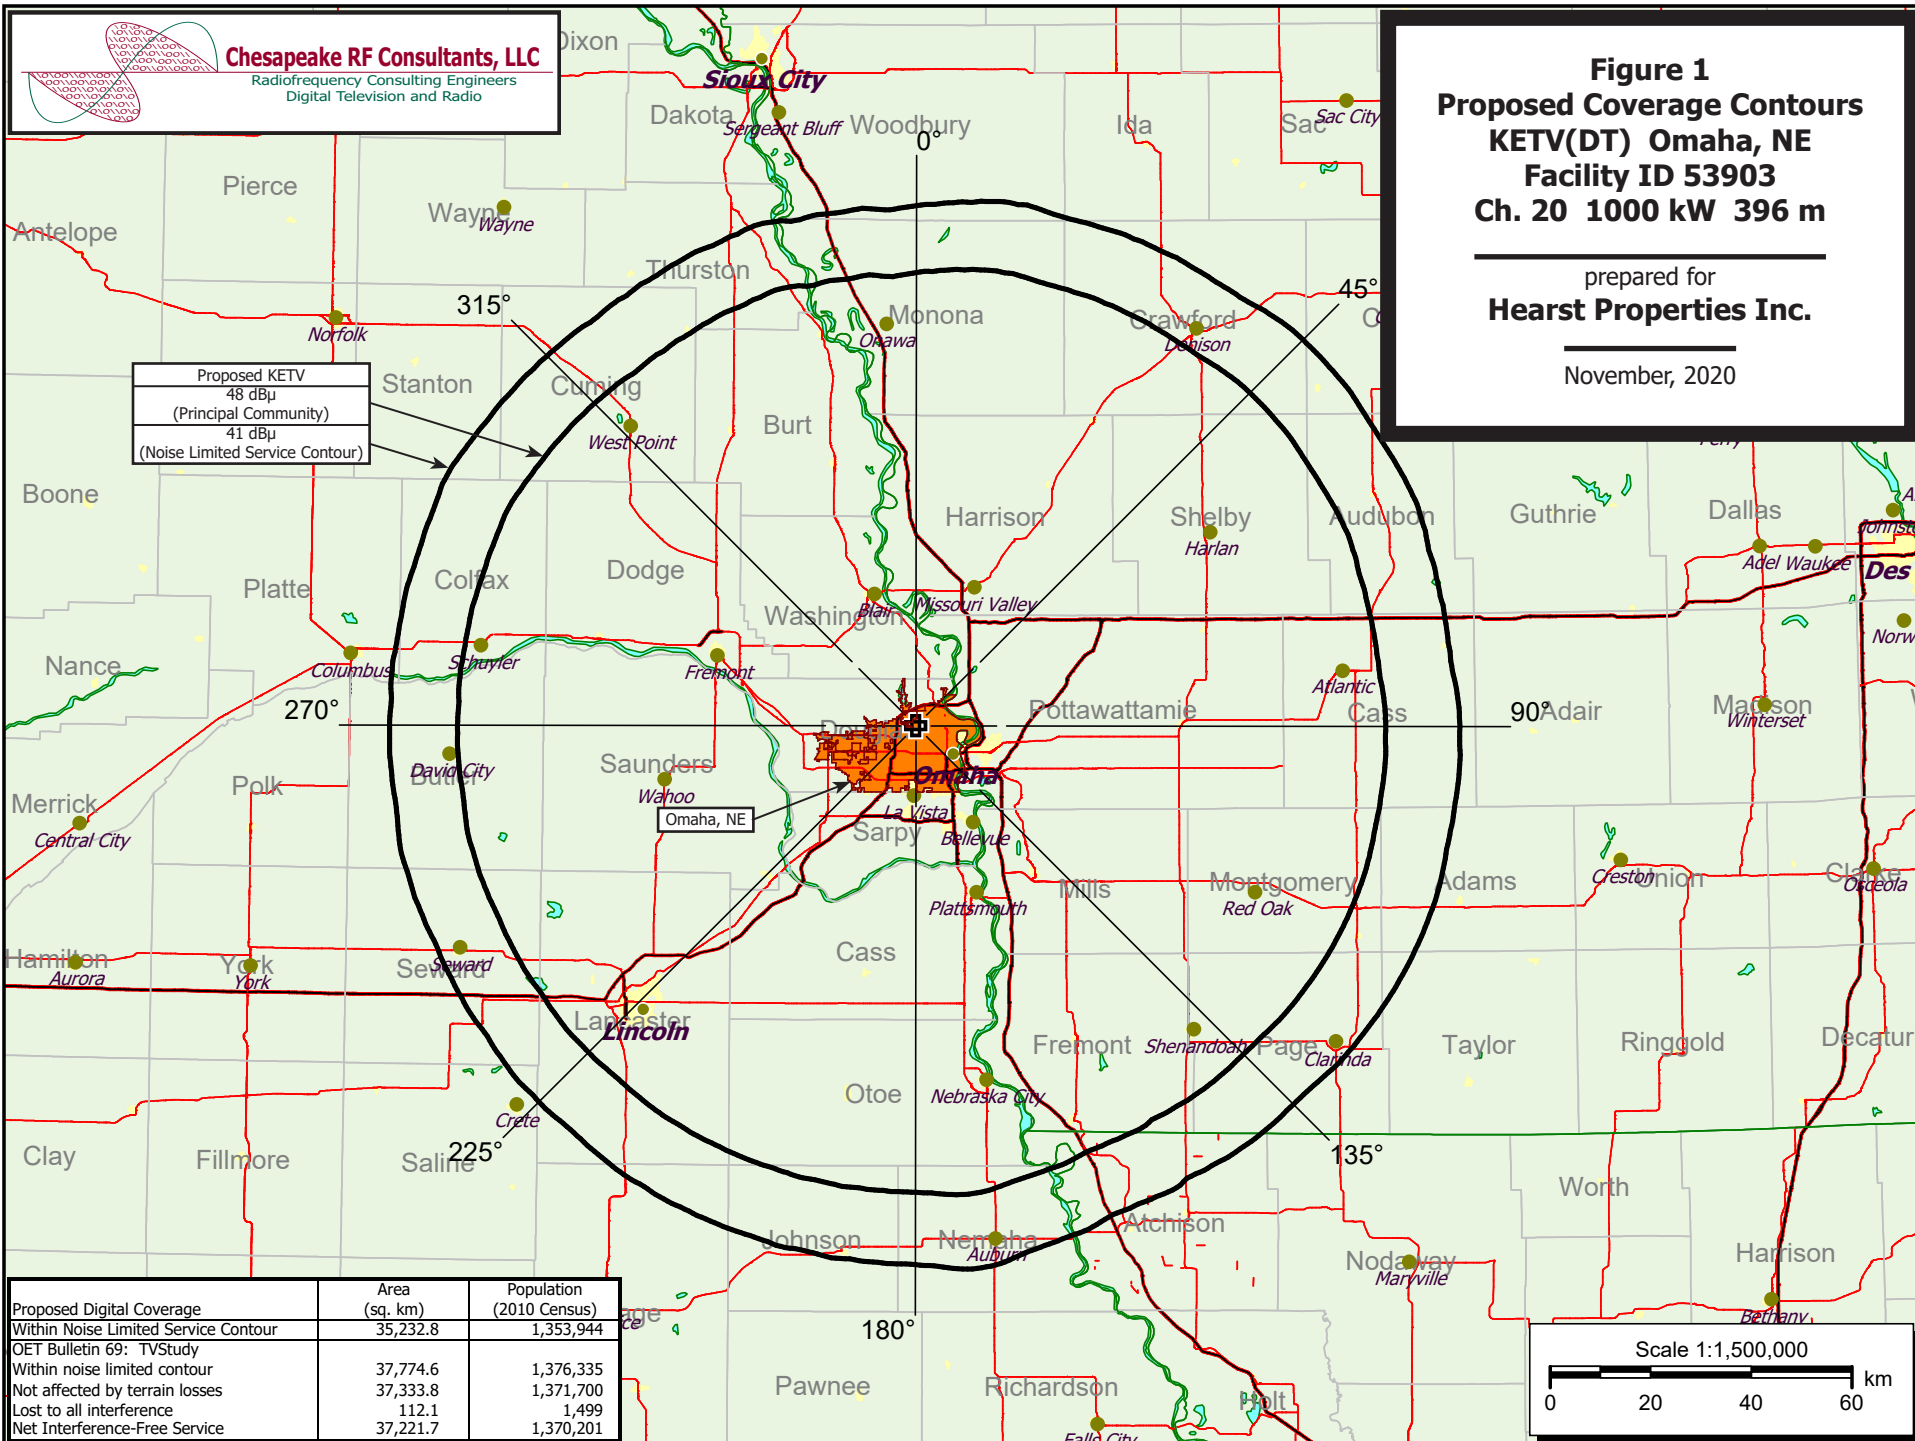 Chesapeake RF Consultants, LLC
Radiofrequency Consulting Engineers
Digital Television and Radio
Figure 1
Proposed Coverage Contours
KETV(DT) Omaha, NE
Facility ID 53903
Ch. 20 1000 kW 396 m
prepared for
Hearst Properties Inc.
November, 2020
Dixon
Sioux City
Dakota
Sergeant Bluff
Woodbury
Ida
Sac
Sac City
0°
Pierce
Wayne
Wayne
Antelope
Thurston
315°
45°
Monona
Onawa
Crawford
Denison
Norfolk
Proposed KETV
48 dBµ
(Principal Community)
41 dBµ
(Noise Limited Service Contour)
Stanton
Cuming
Burt
West Point
Perry
Boone
Harrison
Shelby
Harlan
Audubon
Guthrie
Dallas
Adel
Waukee
Des
Platte
Colfax
Dodge
Washington
Blair
Missouri Valley
Nance
Columbus
Schuyler
Fremont
Norw
Atlantic
Cass
270°
Pottawattamie
90°
Adair
Madison
Winterset
Douglas
Omaha
Polk
David City
Butler
Saunders
Wahoo
Omaha, NE
La Vista
Sarpy
Bellevue
Merrick
Central City
Plattsmouth
Mills
Montgomery
Red Oak
Adams
Creston
Union
Clarke
Osceola
Cass
Hamilton
Aurora
York
York
Seward
Seward
Lancaster
Lincoln
Fremont
Shenandoah
Page
Clarinda
Taylor
Ringgold
Decatur
Otoe
Nebraska City
Crete
225°
135°
Clay
Fillmore
Saline
Worth
Johnson
Nemaha
Auburn
Atchison
Nodaway
Maryville
Harrison
Bethany
180°
Pawnee
Richardson
Falls City
Holt
age
ce
Proposed Digital Coverage Area (sq. km) Population (2010 Census)
Within Noise Limited Service Contour 35,232.8 1,353,944
OET Bulletin 69: TVStudy
Within noise limited contour 37,774.6 1,376,335
Not affected by terrain losses 37,333.8 1,371,700
Lost to all interference 112.1 1,499
Net Interference-Free Service 37,221.7 1,370,201
Scale 1:1,500,000
0 20 40 60 km